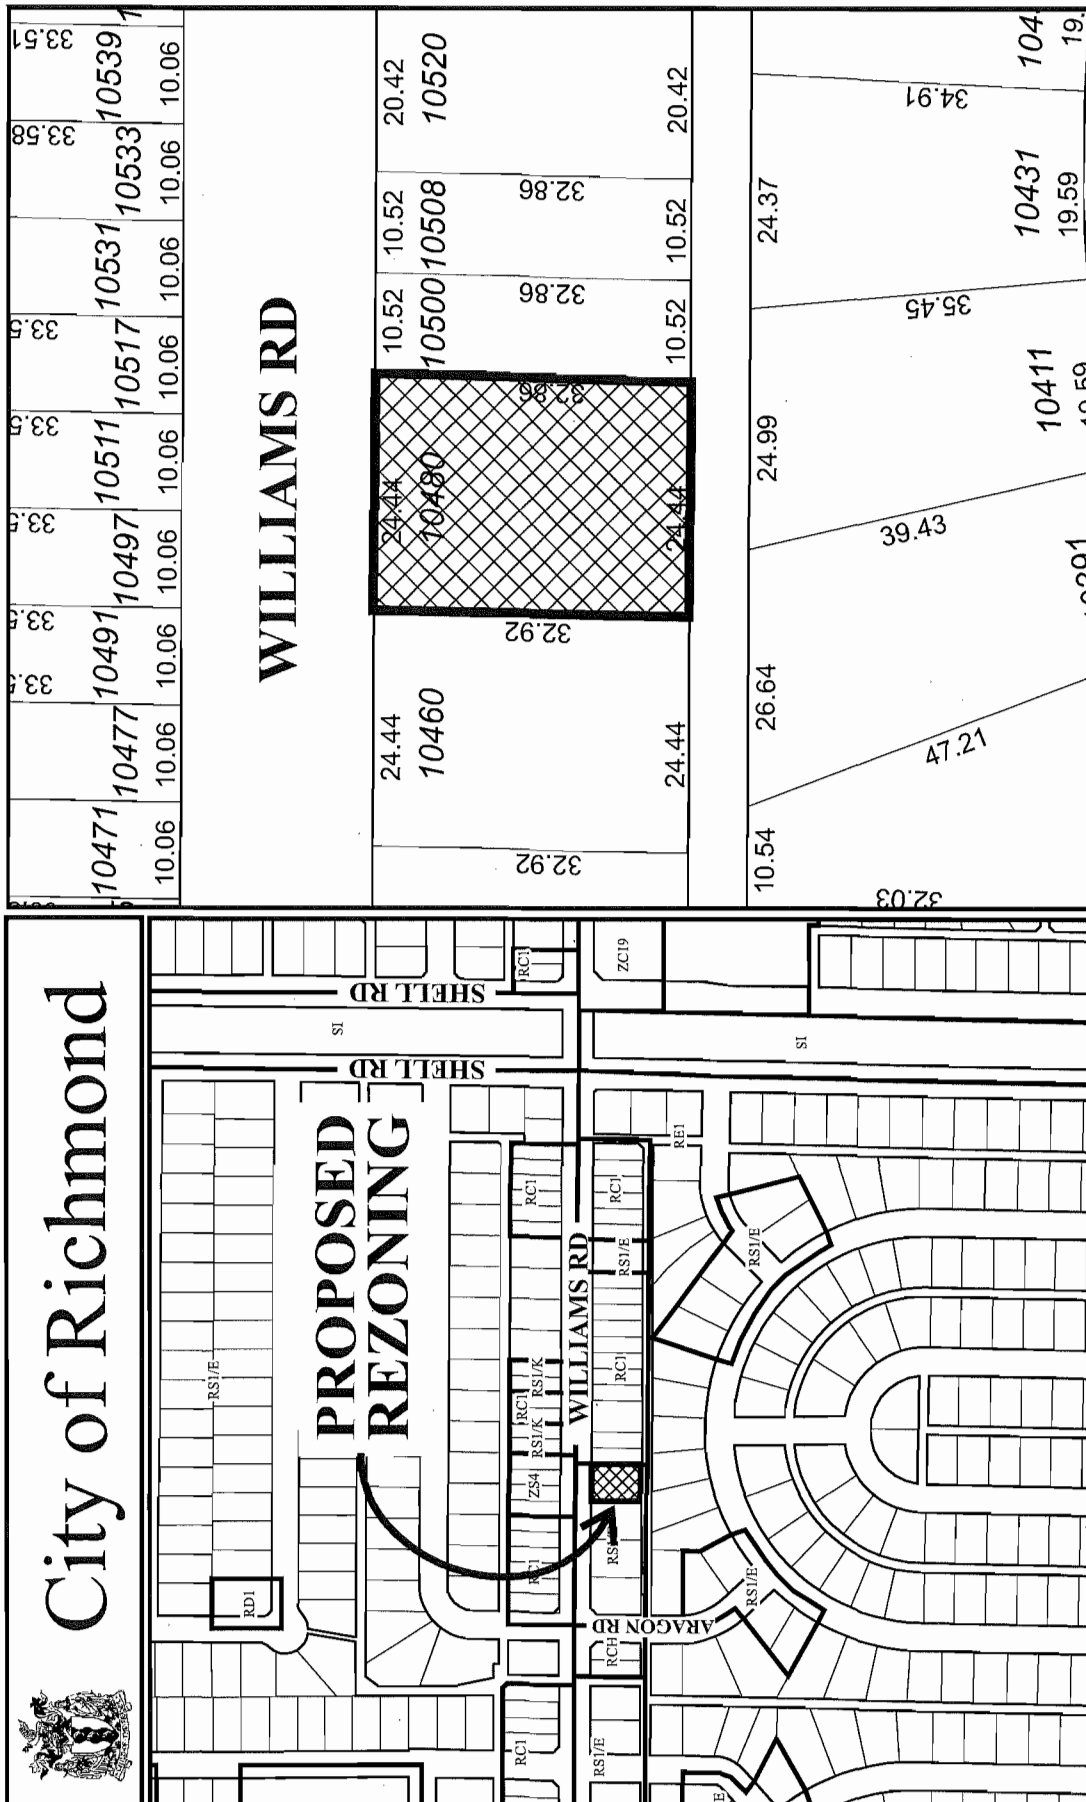 City of Richmond
PROPOSED
REZONING
RS1/E
RD1
SHELL RD
SHELL RD
SI
RC1
ZC19
SI
RC1
RS1/K
RC1
RS1/K
ZS4
RC1
WILLIAMS RD
RC1
RS1/E
RC1
RE1
RS1/E
ARAGON RD
RCH
RS1/E
RC1
RS1/E
33.51
33.58
10471
10477
10491
10497
10511
10517
10531
10533
10539
10.06
10.06
10.06
10.06
10.06
10.06
10.06
10.06
10.06
WILLIAMS RD
24.44
24.44
10.52
10.52
20.42
10460
10480
10500
10508
10520
32.92
32.92
32.86
32.86
32.86
24.44
24.44
10.52
10.52
20.42
10.54
26.64
24.99
24.37
32.03
47.21
39.43
35.45
34.91
10411
10431
19.59